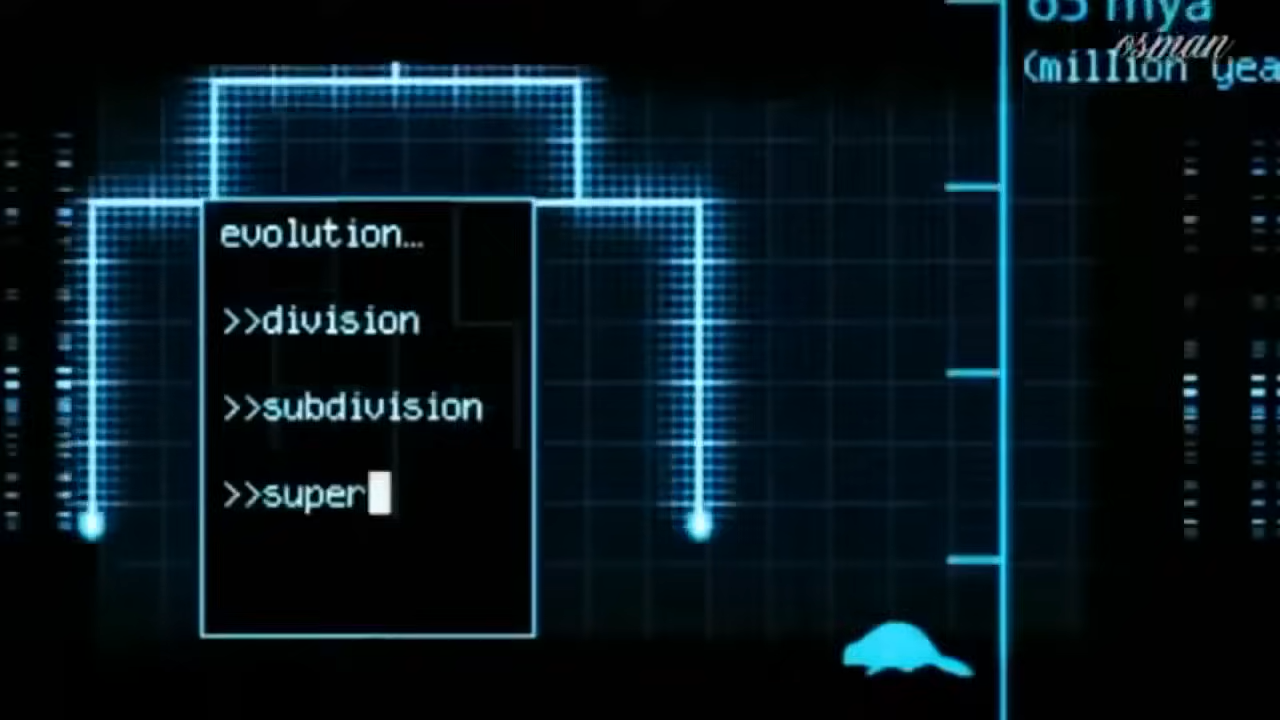 65 mya
osman
(million yea
evolution...
>>division
>>subdivision
>>super